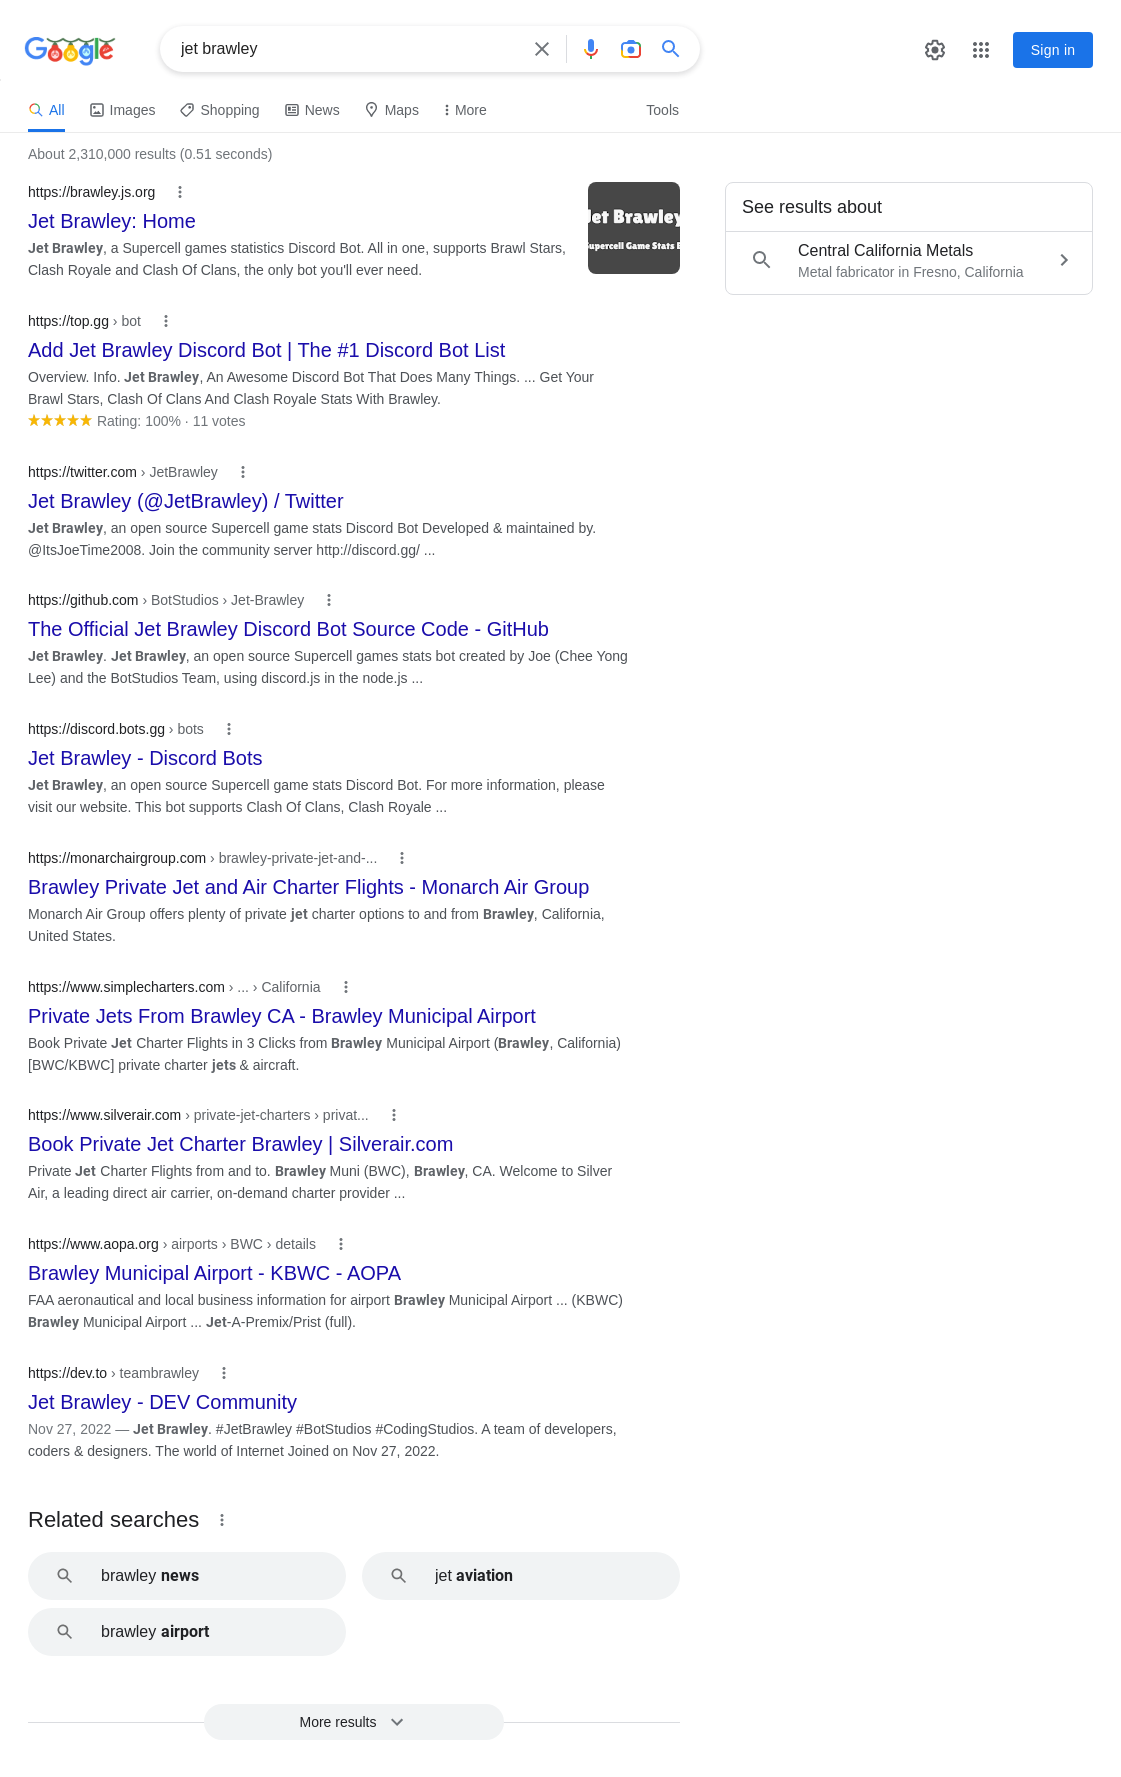 Google
jet brawley
Sign in
All
Images
Shopping
News
Maps
More
Tools
About 2,310,000 results (0.51 seconds)
https://brawley.js.org
Jet Brawley: Home
Jet Brawley, a Supercell games statistics Discord Bot. All in one, supports Brawl Stars,
Clash Royale and Clash Of Clans, the only bot you'll ever need.
Jet Brawley
Supercell Game Stats B
See results about
Central California Metals
Metal fabricator in Fresno, California
https://top.gg › bot
Add Jet Brawley Discord Bot | The #1 Discord Bot List
Overview. Info. Jet Brawley, An Awesome Discord Bot That Does Many Things. ... Get Your
Brawl Stars, Clash Of Clans And Clash Royale Stats With Brawley.
Rating: 100% · 11 votes
https://twitter.com › JetBrawley
Jet Brawley (@JetBrawley) / Twitter
Jet Brawley, an open source Supercell game stats Discord Bot Developed & maintained by.
@ItsJoeTime2008. Join the community server http://discord.gg/ ...
https://github.com › BotStudios › Jet-Brawley
The Official Jet Brawley Discord Bot Source Code - GitHub
Jet Brawley. Jet Brawley, an open source Supercell games stats bot created by Joe (Chee Yong
Lee) and the BotStudios Team, using discord.js in the node.js ...
https://discord.bots.gg › bots
Jet Brawley - Discord Bots
Jet Brawley, an open source Supercell game stats Discord Bot. For more information, please
visit our website. This bot supports Clash Of Clans, Clash Royale ...
https://monarchairgroup.com › brawley-private-jet-and-...
Brawley Private Jet and Air Charter Flights - Monarch Air Group
Monarch Air Group offers plenty of private jet charter options to and from Brawley, California,
United States.
https://www.simplecharters.com › ... › California
Private Jets From Brawley CA - Brawley Municipal Airport
Book Private Jet Charter Flights in 3 Clicks from Brawley Municipal Airport (Brawley, California)
[BWC/KBWC] private charter jets & aircraft.
https://www.silverair.com › private-jet-charters › privat...
Book Private Jet Charter Brawley | Silverair.com
Private Jet Charter Flights from and to. Brawley Muni (BWC), Brawley, CA. Welcome to Silver
Air, a leading direct air carrier, on-demand charter provider ...
https://www.aopa.org › airports › BWC › details
Brawley Municipal Airport - KBWC - AOPA
FAA aeronautical and local business information for airport Brawley Municipal Airport ... (KBWC)
Brawley Municipal Airport ... Jet-A-Premix/Prist (full).
https://dev.to › teambrawley
Jet Brawley - DEV Community
Nov 27, 2022 — Jet Brawley. #JetBrawley #BotStudios #CodingStudios. A team of developers,
coders & designers. The world of Internet Joined on Nov 27, 2022.
Related searches
brawley news
jet aviation
brawley airport
More results